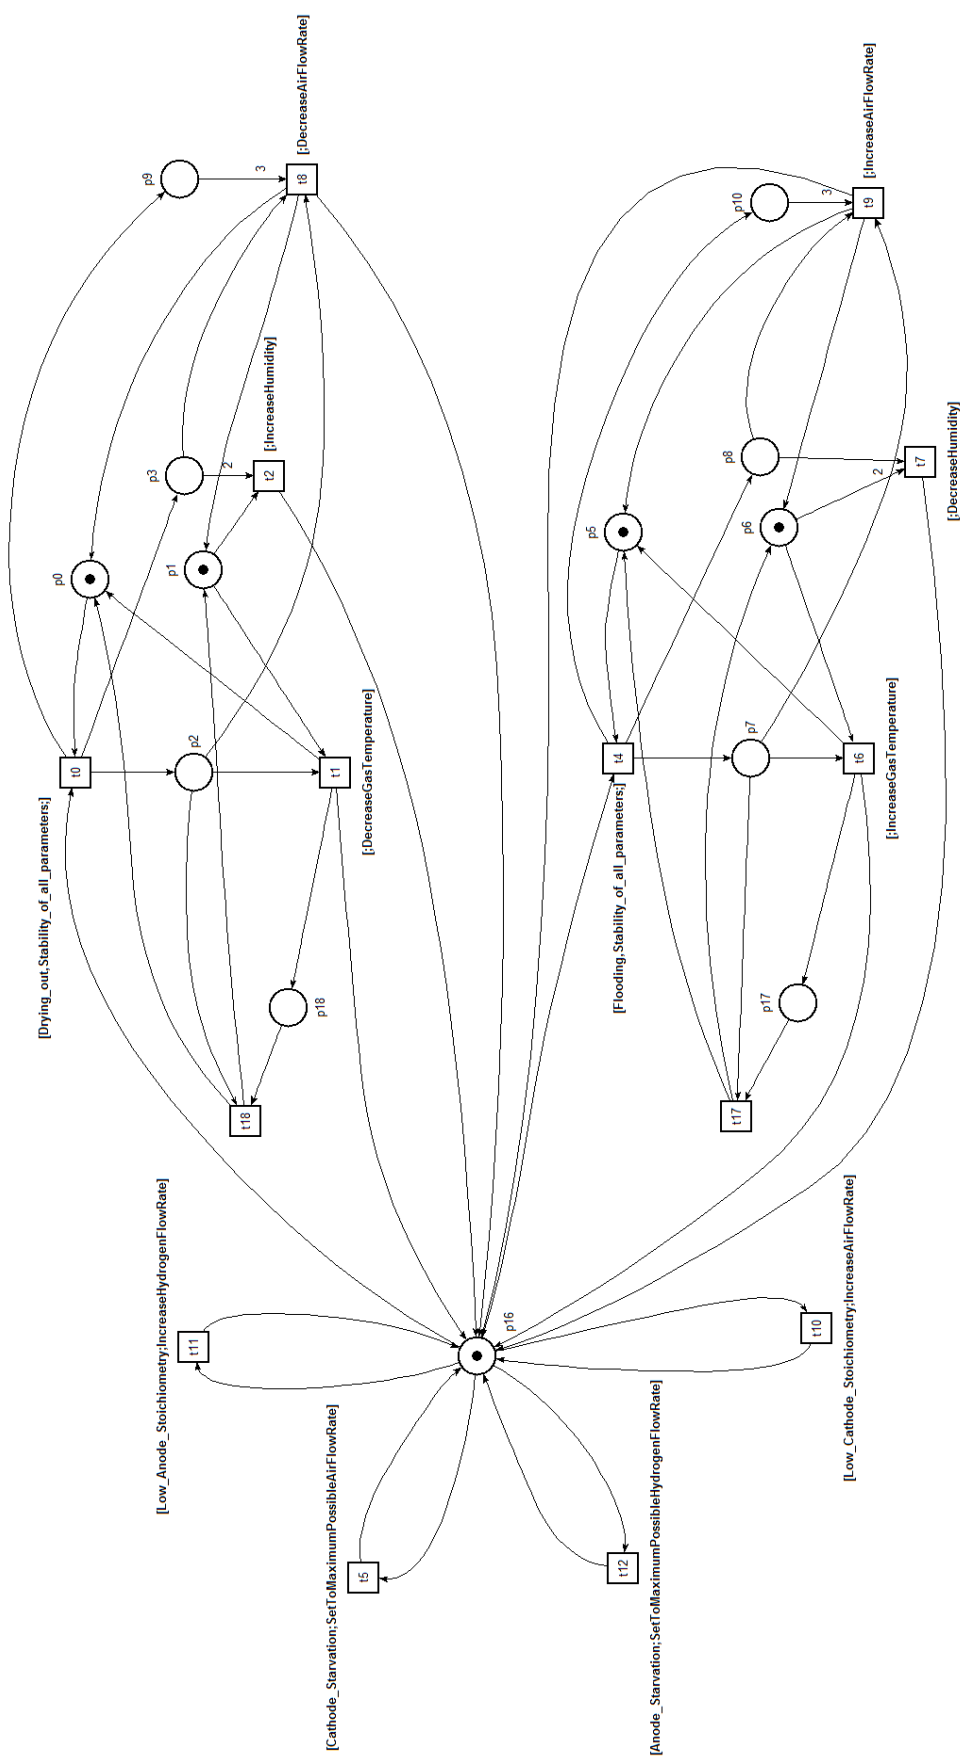 [Drying_out,Stability_of_all_parameters;]
t0
p0
p9
3
t8
[;DecreaseAirFlowRate]
p3
2
t2
[;IncreaseHumidity]
p1
p2
t1
[;DecreaseGasTemperature]
p18
t18
[Low_Anode_Stoichiometry;IncreaseHydrogenFlowRate]
t11
[Cathode_Starvation;SetToMaximumPossibleAirFlowRate]
t5
p16
t12
[Anode_Starvation;SetToMaximumPossibleHydrogenFlowRate]
t10
[Low_Cathode_Stoichiometry;IncreaseAirFlowRate]
[Flooding,Stability_of_all_parameters;]
t4
p5
p10
3
t9
[;IncreaseAirFlowRate]
p8
p6
2
t7
[;DecreaseHumidity]
p7
t6
[;IncreaseGasTemperature]
p17
t17